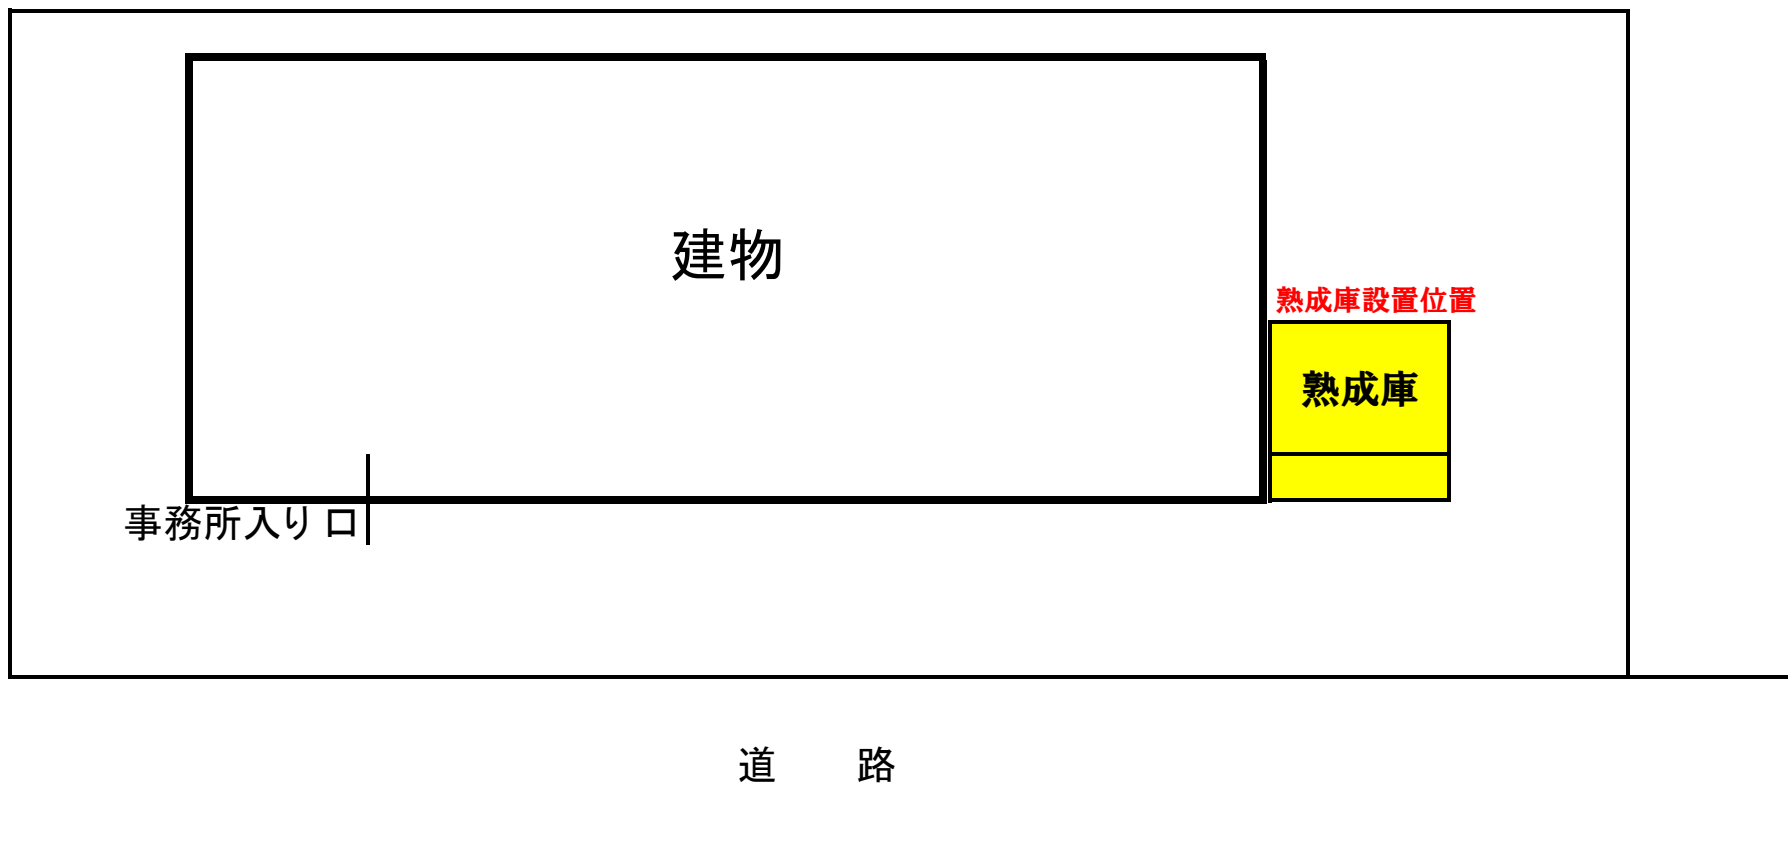 建物
熟成庫設置位置
熟成庫
事務所入り口
道　　路